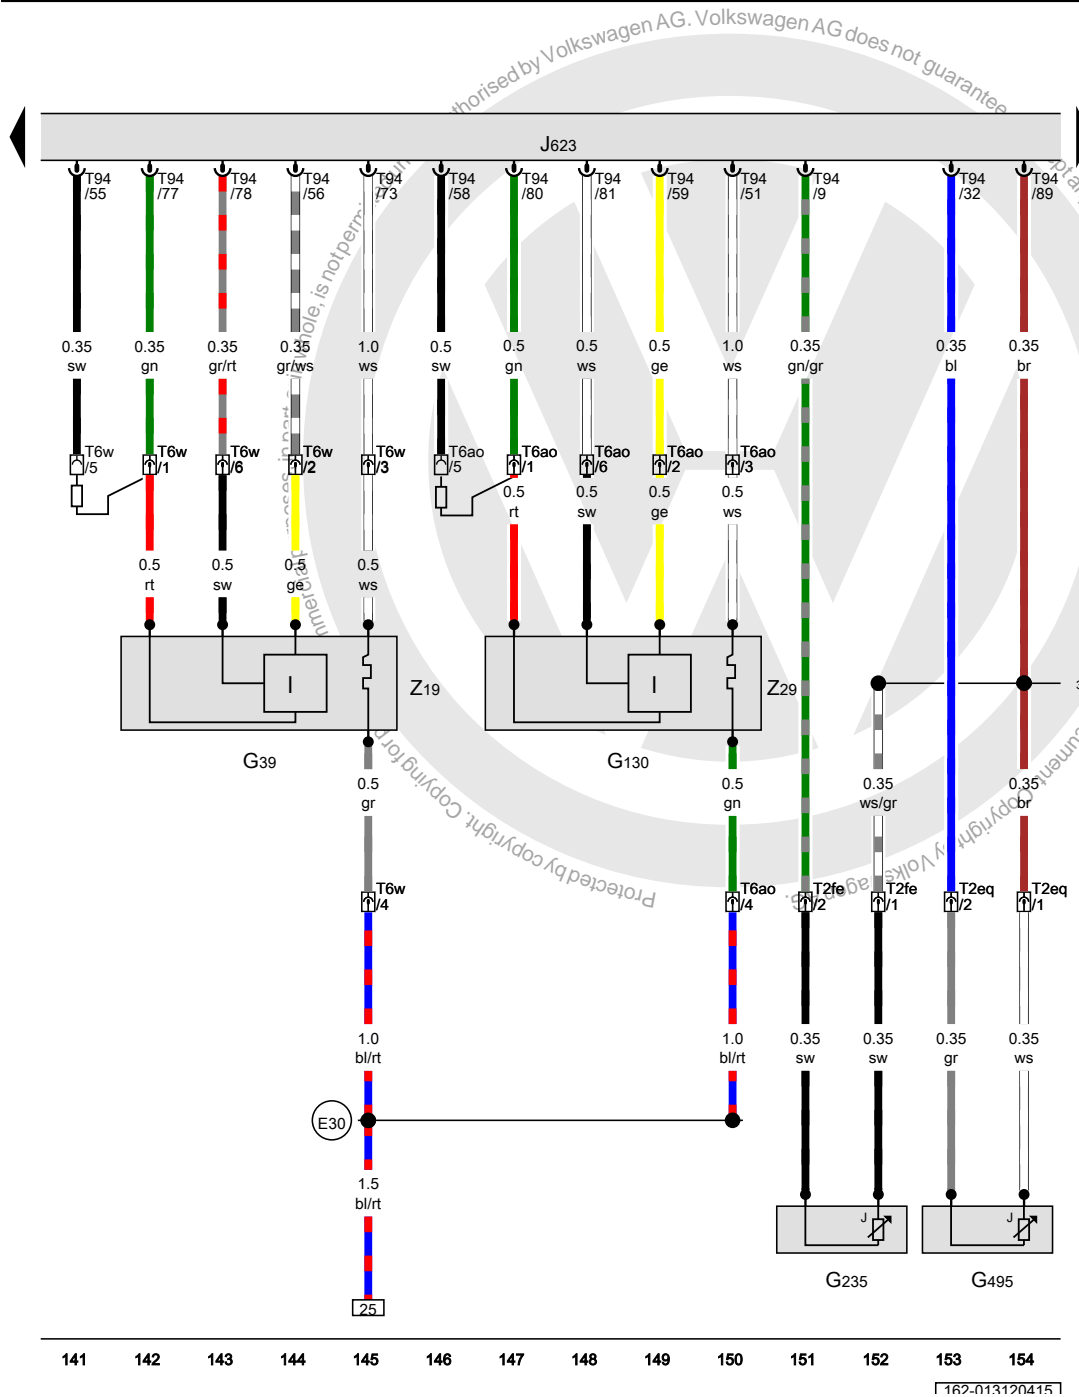 thorised by Volkswagen AG. Volkswagen AG does not guarantee
J623
T94 T94 T94 T94 T94 T94 T94 T94 T94 T94 T94 T94 T94
/55 /77 /78 /56 /73 /58 /80 /81 /59 /51 /9 /32 /89
0.35 0.35 0.35 0.35 1.0 0.5 0.5 0.5 0.5 1.0 0.35 0.35 0.35
sw gn gr/rt gr/ws ws sw gn ws ge ws gn/gr bl br
T6w T6w T6w T6w T6w T6ao T6ao T6ao T6ao T6ao
/5 /1 /6 /2 /3 /5 /1 /6 /2 /3
0.5 0.5 0.5 0.5
rt sw ge ws
0.5 0.5 0.5 0.5
rt sw ge ws
I I
Z19 Z29
G39 G130
0.5 0.5 0.35 0.35
gr gn ws/gr br
T6w T6ao T2fe T2fe T2eq T2eq
/4 /4 /2 /1 /2 /1
Protected by copyright. Copying for
1.0 1.0 0.35 0.35 0.35 0.35
bl/rt bl/rt sw sw gr ws
E30
1.5
bl/rt
J J
G235 G495
25
141 142 143 144 145 146 147 148 149 150 151 152 153 154
162-013120415